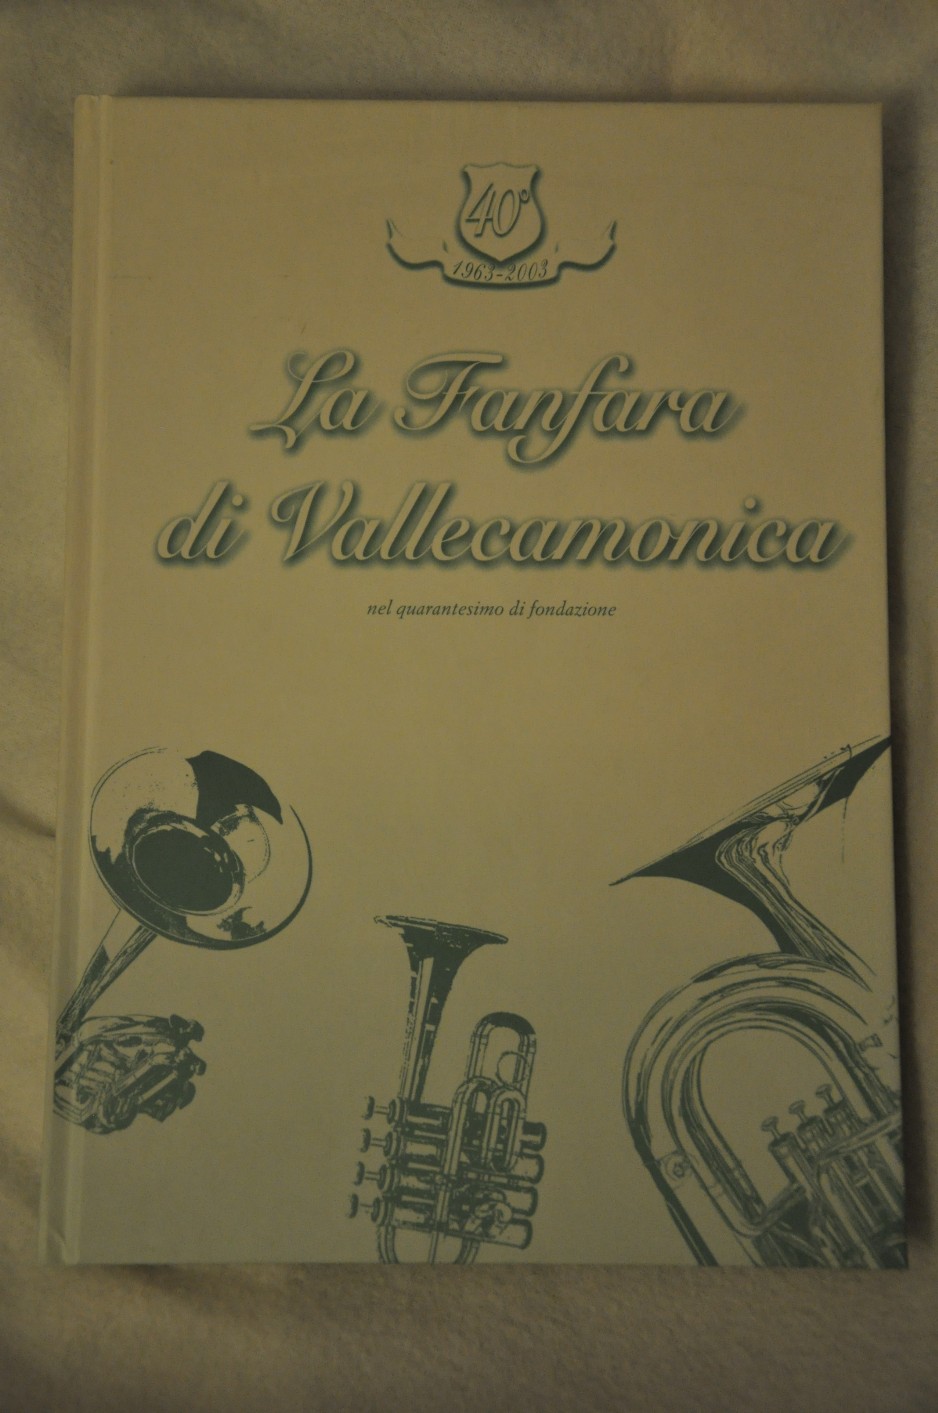 40°
1963-2003
La Fanfara
di Vallecamonica
nel quarantesimo di fondazione